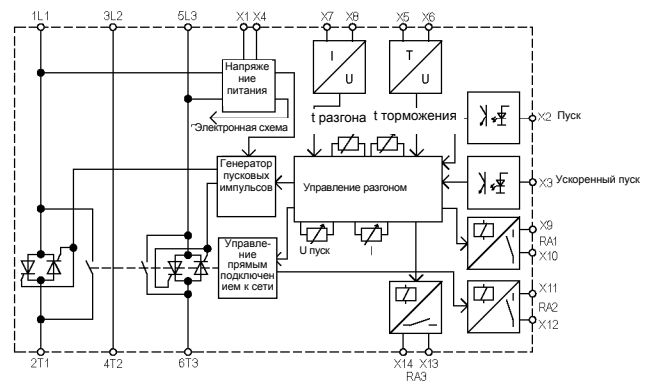 1L1 3L2 5L3 X1 X4 X7 X8 X5 X6
Напряже
ние
питания
I
U
T
U
Электронная схема
t разгона
t торможения
X2 Пуск
Генератор
пусковых
импульсов
Управление разгоном
X3 Ускоренный пуск
U пуск
I
X9
RA1
X10
Управле-
ние
прямым
подключен
ием к сети
X11
RA2
X12
2T1 4T2 6T3 X14 X13
RA3